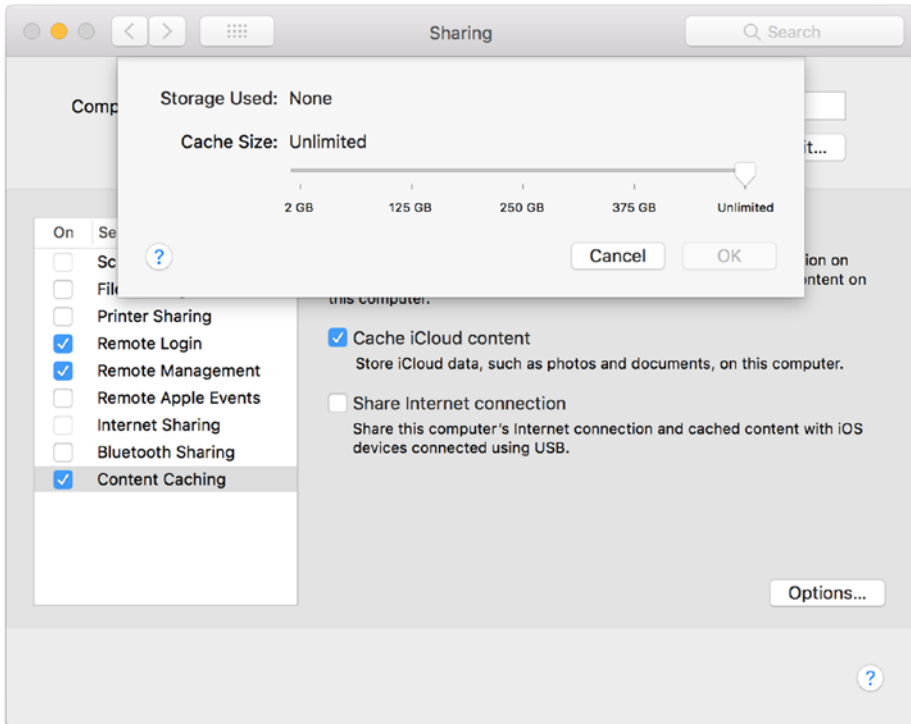 Sharing
Search
Storage Used: None
Comp
Cache Size: Unlimited
it...
2 GB 125 GB 250 GB 375 GB Unlimited
? Cancel OK
On Se
Sc
ion on
File
ntent on
this computer.
Printer Sharing
Remote Login
Remote Management
Remote Apple Events
Internet Sharing
Bluetooth Sharing
Content Caching
Cache iCloud content
Store iCloud data, such as photos and documents, on this computer.
Share Internet connection
Share this computer's Internet connection and cached content with iOS
devices connected using USB.
Options...
?